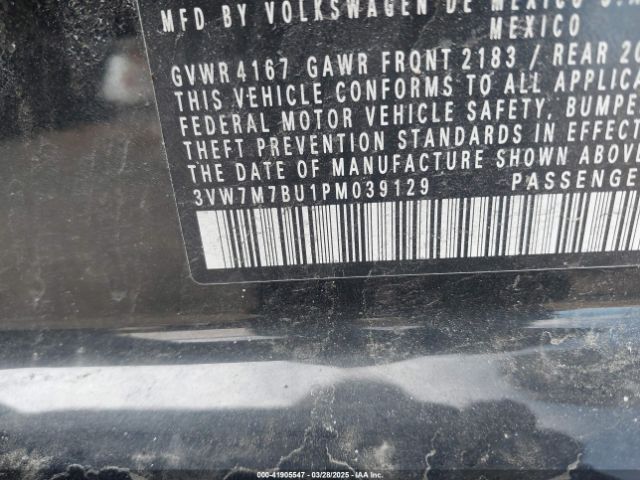 MFD BY VOLKSWAGEN DE MEXICO
MEXICO
GVWR 4167 GAWR FRONT 2183 / REAR
THIS VEHICLE CONFORMS TO ALL
FEDERAL MOTOR VEHICLE SAFETY,
THEFT PREVENTION STANDARDS IN EFFECT
THE DATE OF MANUFACTURE SHOWN ABOVE
3VW7M7BU1PM039129 PASSENGE
000-41905547 | 03/28/2025 | IAA Inc.